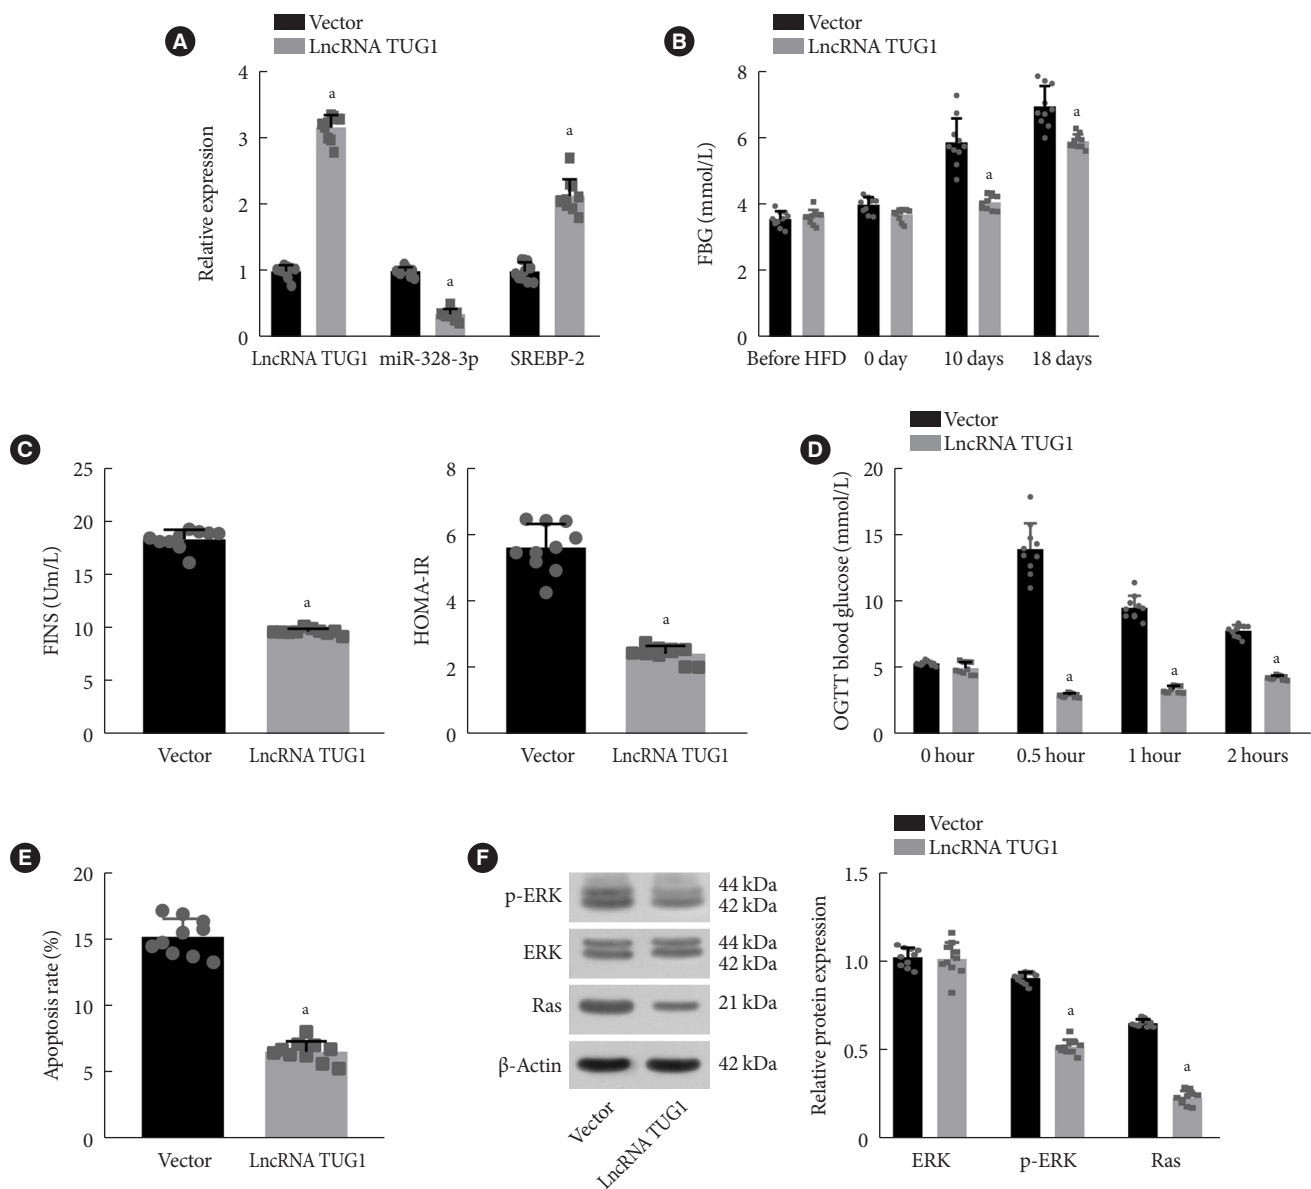 A
Vector
LncRNA TUG1
Relative expression
4
3
2
1
0
a
a
a
LncRNA TUG1 miR-328-3p SREBP-2
B
Vector
LncRNA TUG1
FBG (mmol/L)
8
6
4
2
0
a
a
Before HFD 0 day 10 days 18 days
C
FINS (Um/L)
25
20
15
10
5
0
a
Vector LncRNA TUG1
HOMA-IR
8
6
4
2
0
a
Vector LncRNA TUG1
D
Vector
LncRNA TUG1
OGTT blood glucose (mmol/L)
20
15
10
5
0
a
a
a
0 hour 0.5 hour 1 hour 2 hours
E
Apoptosis rate (%)
20
15
10
5
0
a
Vector LncRNA TUG1
F
p-ERK 44 kDa
42 kDa
ERK 44 kDa
42 kDa
Ras 21 kDa
β-Actin 42 kDa
Vector
LncRNA TUG1
Vector
LncRNA TUG1
Relative protein expression
1.5
1.0
0.5
0
a
a
ERK p-ERK Ras